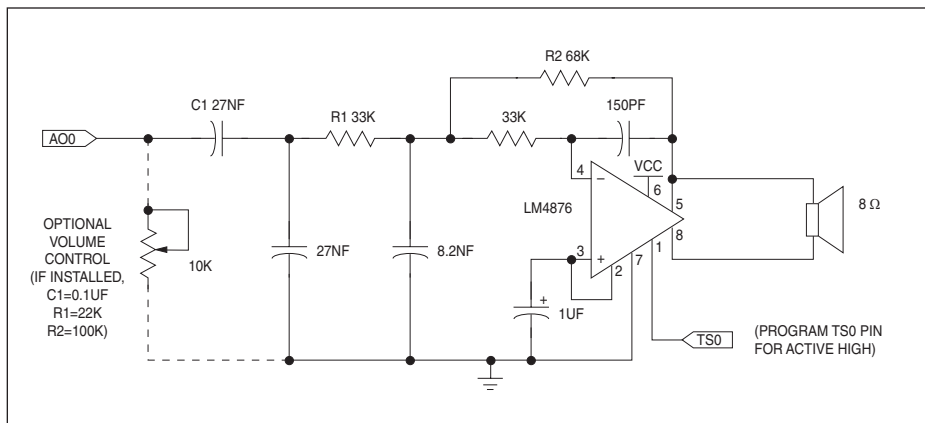 R2 68K
C1 27NF
R1 33K
33K
150PF
AO0
VCC
4
6
5
LM4876
8
8 Ω
OPTIONAL
VOLUME
CONTROL
(IF INSTALLED,
C1=0.1UF
R1=22K
R2=100K)
10K
27NF
8.2NF
3
2
7
1
+
1UF
TS0
(PROGRAM TS0 PIN
FOR ACTIVE HIGH)